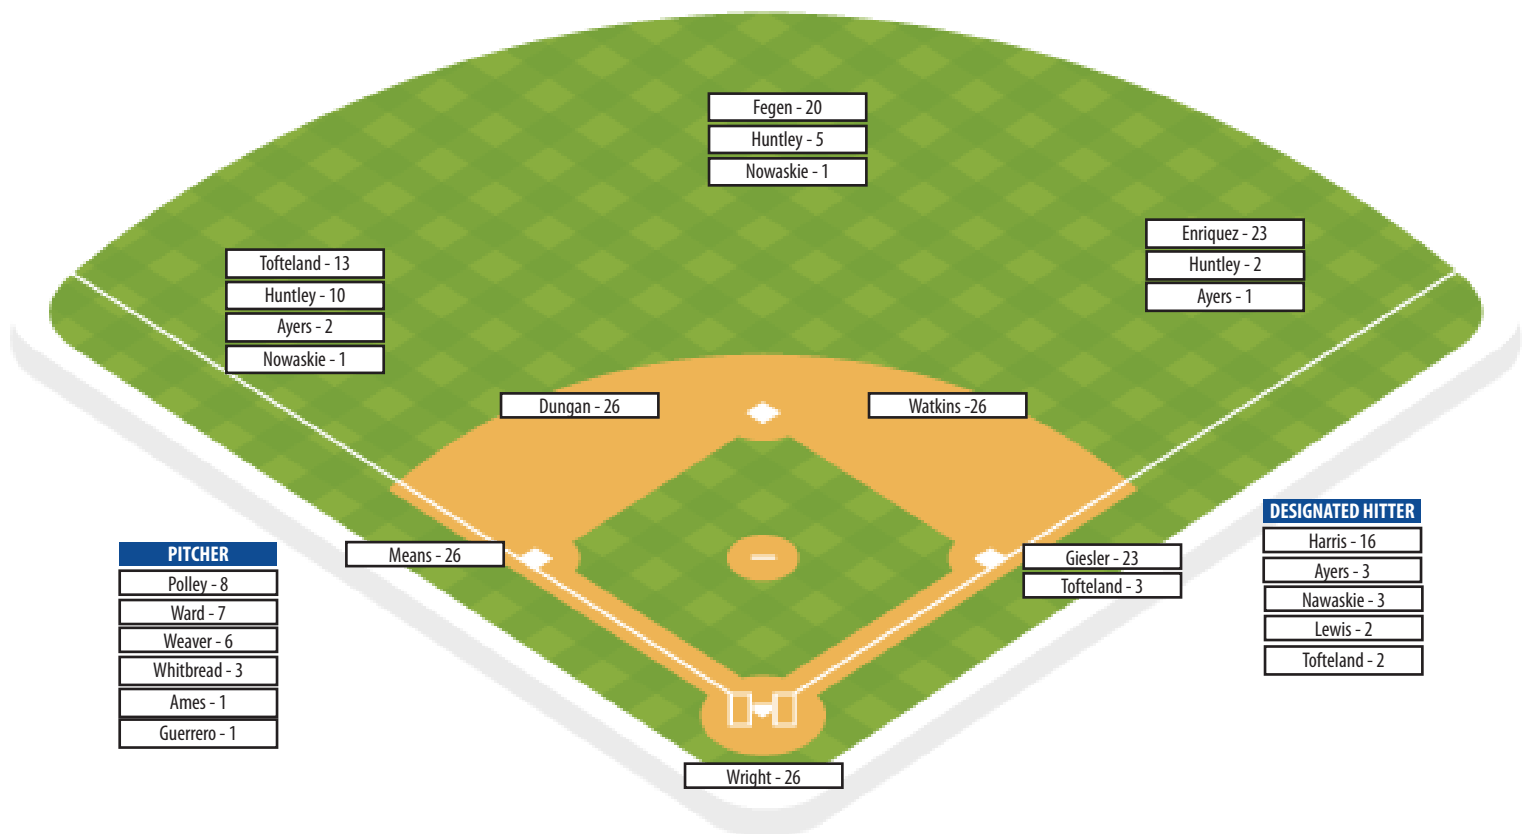 Fegen - 20
Huntley - 5
Nowaskie - 1
Enriquez - 23
Huntley - 2
Ayers - 1
Tofteland - 13
Huntley - 10
Ayers - 2
Nowaskie - 1
Dungan - 26
Watkins -26
Means - 26
Giesler - 23
Tofteland - 3
PITCHER
Polley - 8
Ward - 7
Weaver - 6
Whitbread - 3
Ames - 1
Guerrero - 1
DESIGNATED HITTER
Harris - 16
Ayers - 3
Nawaskie - 3
Lewis - 2
Tofteland - 2
Wright - 26